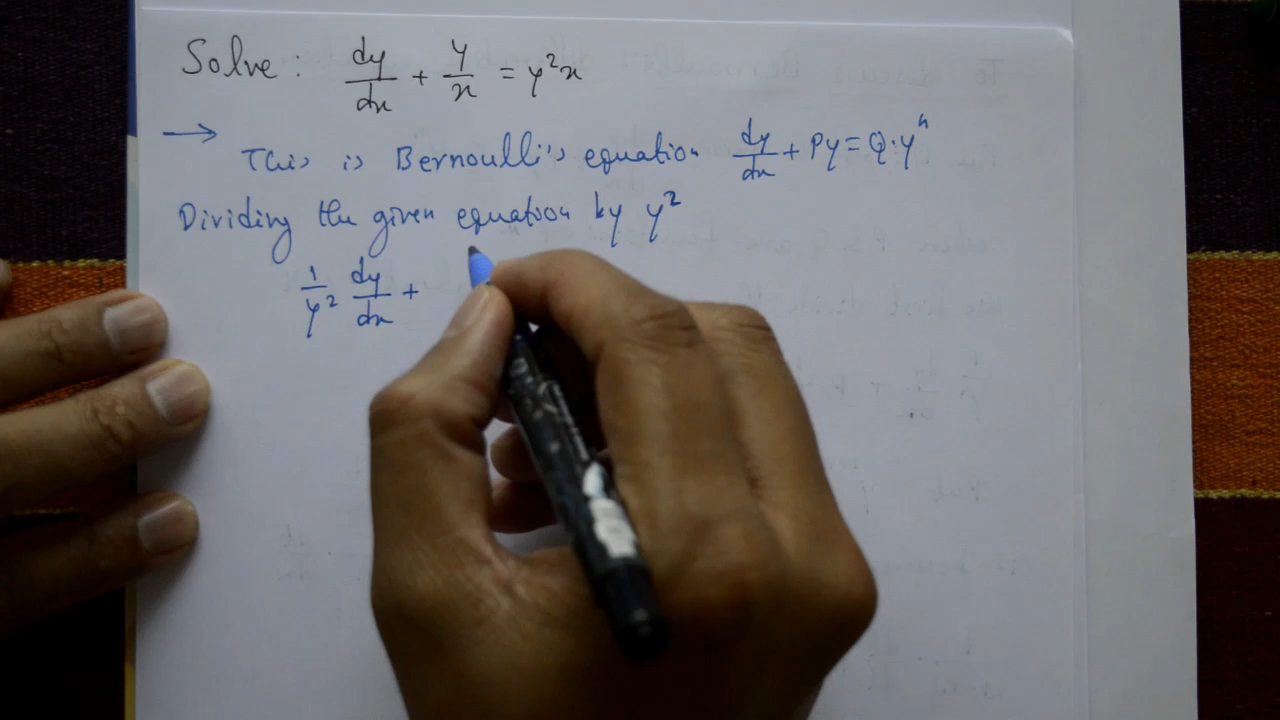 Solve : dy/dx + y/x = y²x
→ This is Bernoulli's equation dy/dx + Py = Q·yⁿ
Dividing the given equation by y²
1/y² dy/dx +